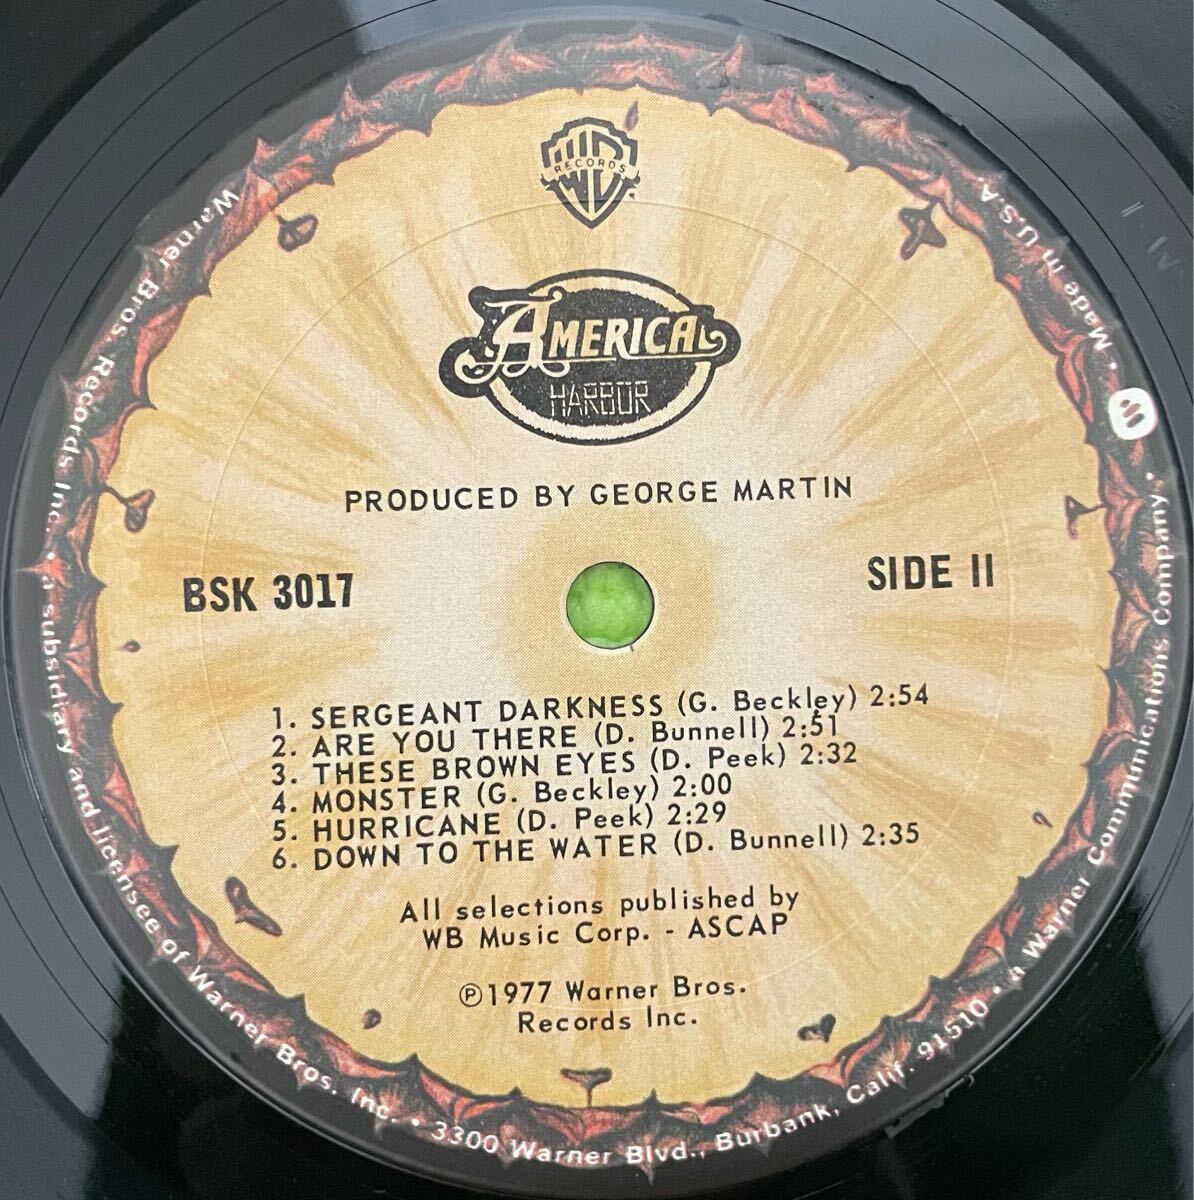 WB
RECORDS
AMERICA
HARBOR
PRODUCED BY GEORGE MARTIN
BSK 3017
SIDE II
1. SERGEANT DARKNESS (G. Beckley) 2:54
2. ARE YOU THERE (D. Bunnell) 2:51
3. THESE BROWN EYES (D. Peek) 2:32
4. MONSTER (G. Beckley) 2:00
5. HURRICANE (D. Peek) 2:29
6. DOWN TO THE WATER (D. Bunnell) 2:35
All selections published by
WB Music Corp. - ASCAP
℗1977 Warner Bros.
Records Inc.
Warner Bros. Records Inc. • a subsidiary and licensee of Warner Bros. Inc. • 3300 Warner Blvd., Burbank, Calif. 91510 • a Warner Communications Company • Made in U.S.A.